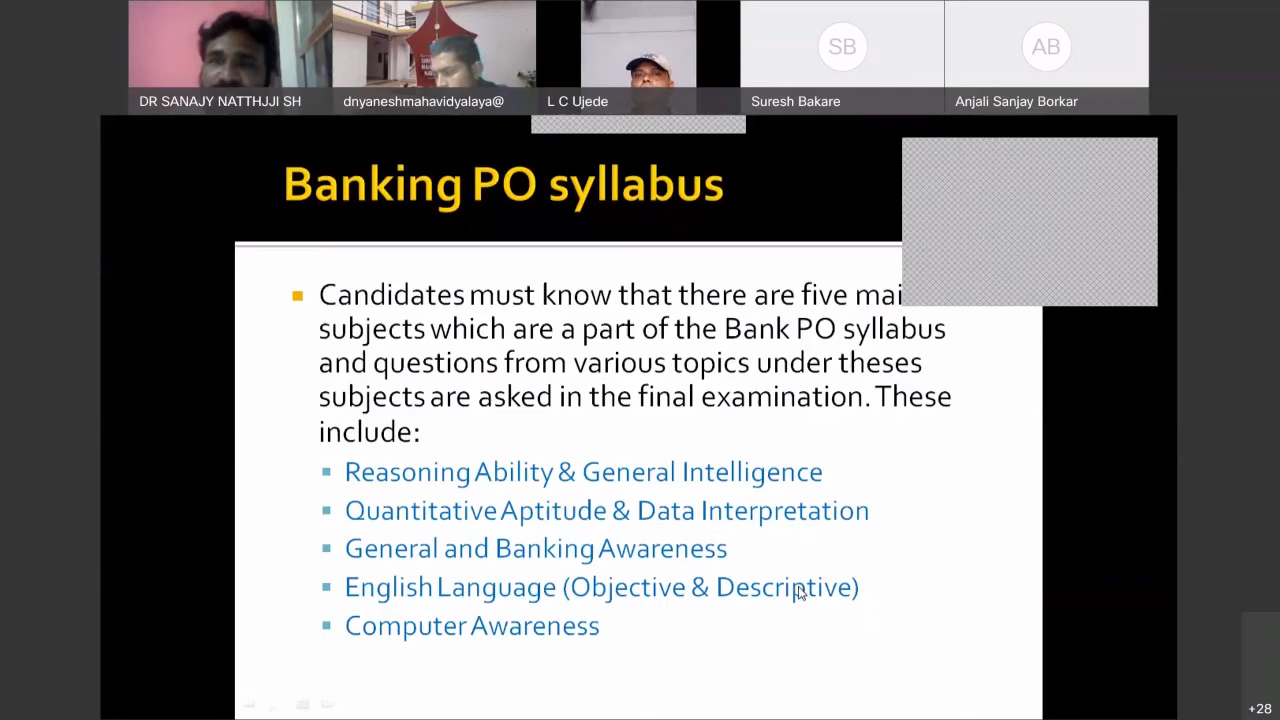 SB
AB
DR SANAJY NATTHJJI SH
dnyaneshmahavidyalaya@
L C Ujede
Suresh Bakare
Anjali Sanjay Borkar
Banking PO syllabus
Candidates must know that there are five mai
subjects which are a part of the Bank PO syllabus
and questions from various topics under theses
subjects are asked in the final examination. These
include:
Reasoning Ability & General Intelligence
Quantitative Aptitude & Data Interpretation
General and Banking Awareness
English Language (Objective & Descriptive)
Computer Awareness
+28